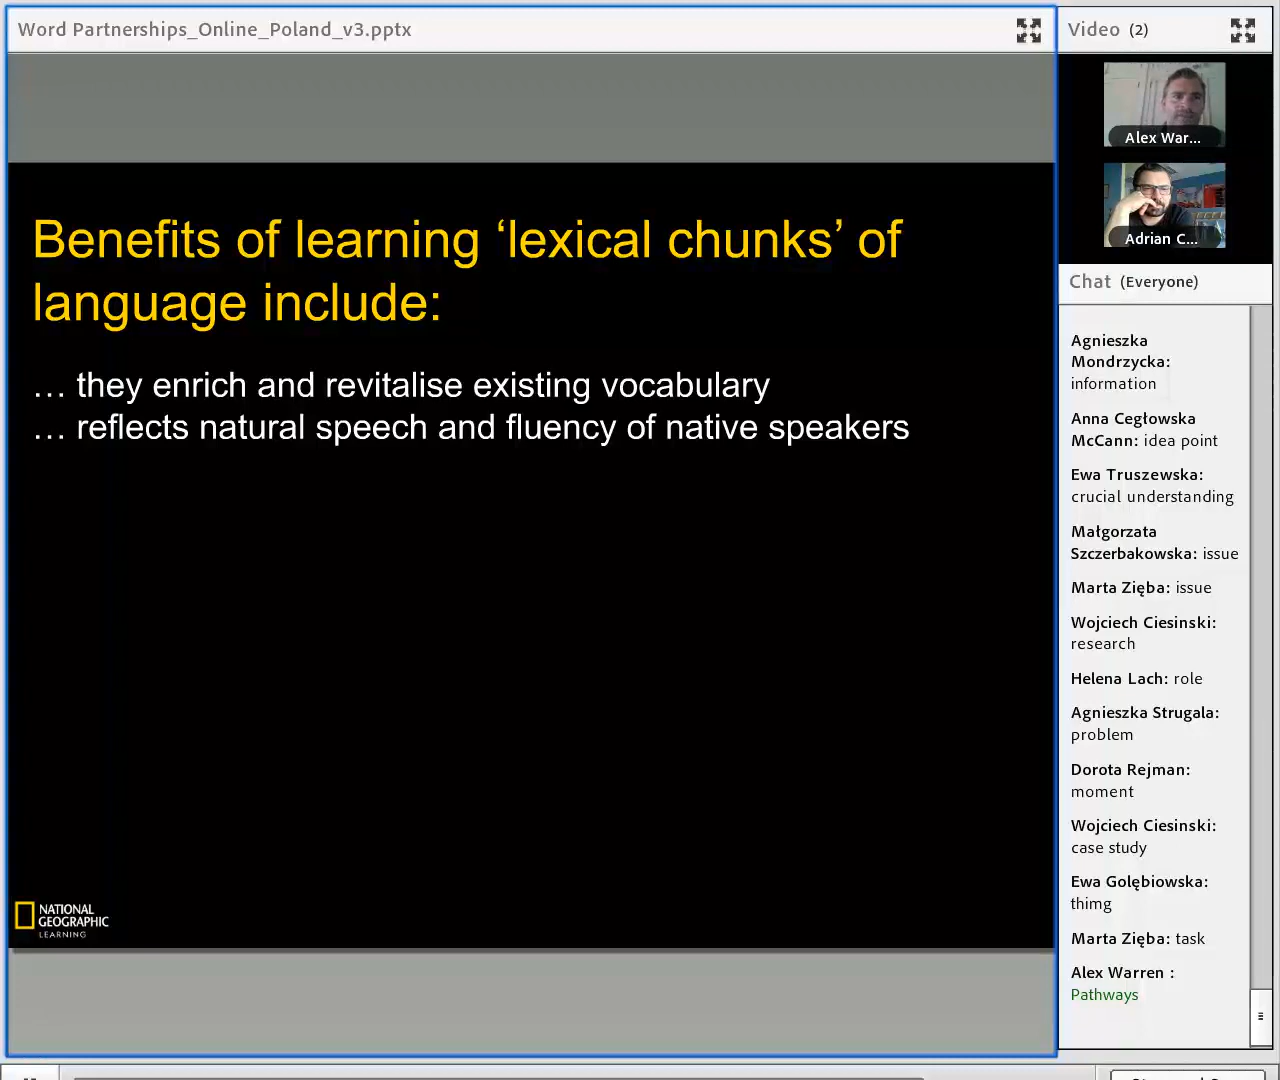 Word Partnerships_Online_Poland_v3.pptx
Benefits of learning ‘lexical chunks’ of
language include:
… they enrich and revitalise existing vocabulary
… reflects natural speech and fluency of native speakers
NATIONAL
GEOGRAPHIC
LEARNING
Video (2)
Alex War...
Adrian C...
Chat (Everyone)
Agnieszka
Mondrzycka:
information
Anna Cegłowska
McCann: idea point
Ewa Truszewska:
crucial understanding
Małgorzata
Szczerbakowska: issue
Marta Zięba: issue
Wojciech Ciesinski:
research
Helena Lach: role
Agnieszka Strugala:
problem
Dorota Rejman:
moment
Wojciech Ciesinski:
case study
Ewa Golębiowska:
thimg
Marta Zięba: task
Alex Warren :
Pathways